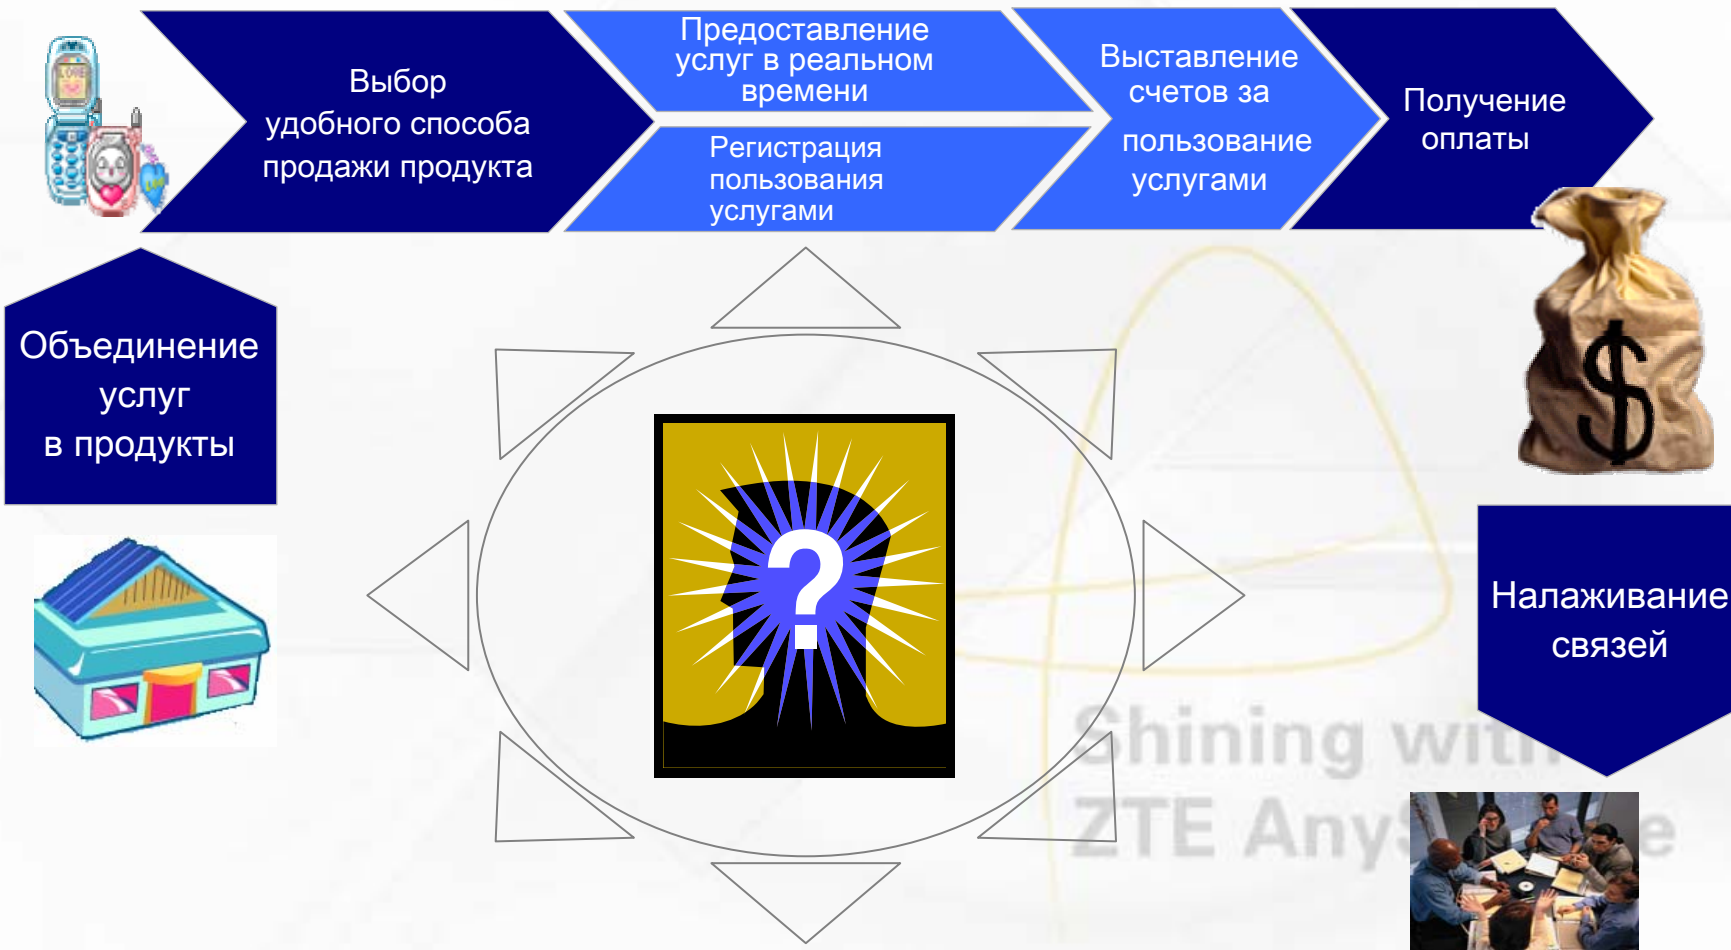 Выбор
удобного способа
продажи продукта
Предоставление
услуг в реальном
времени
Регистрация
пользования
услугами
Выставление
счетов за
пользование
услугами
Получение
оплаты
Объединение
услуг
в продукты
?
$
Налаживание
связей
Shining with
ZTE
LOVE